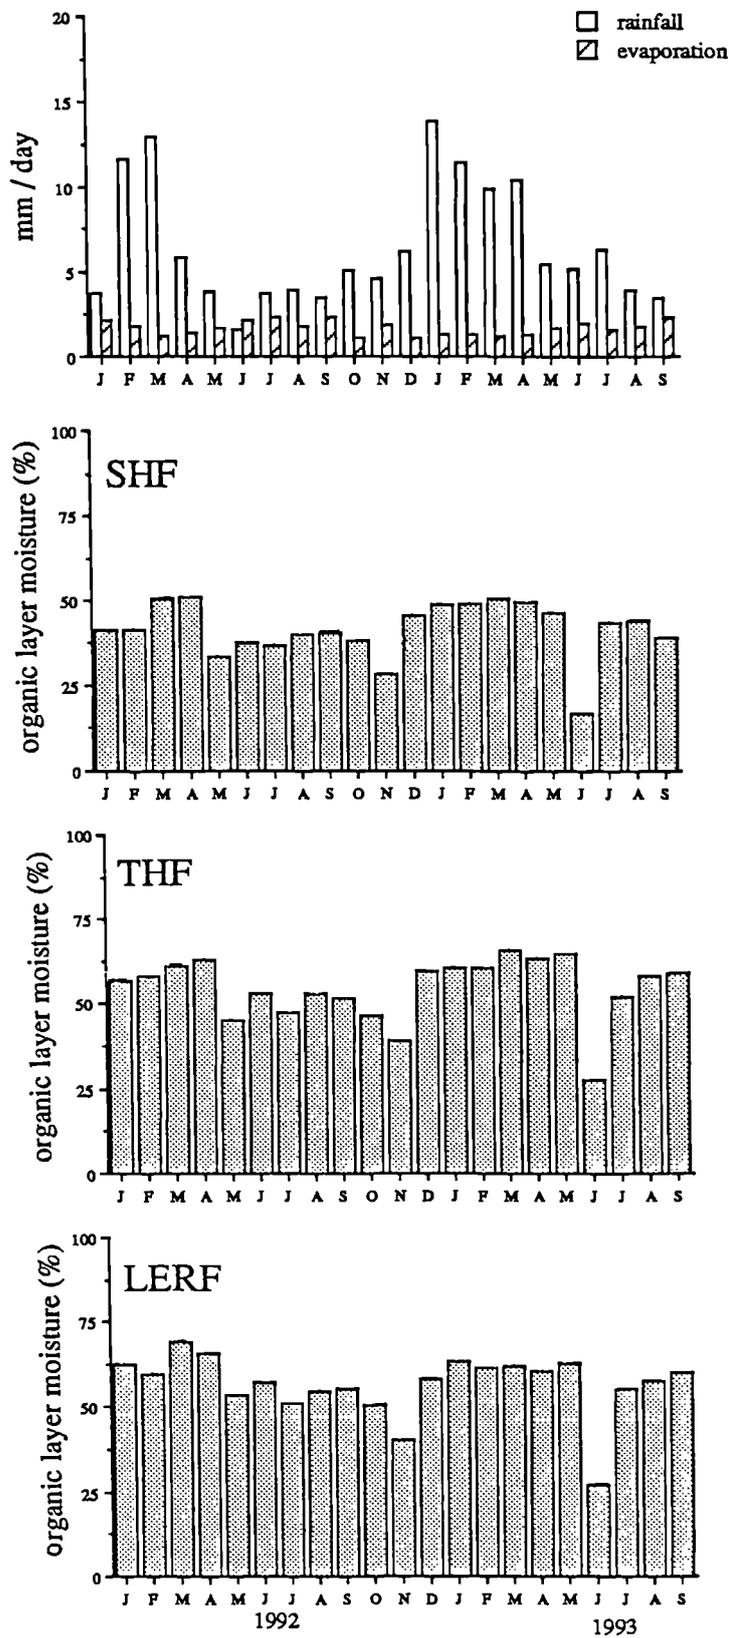 rainfall
evaporation
mm / day
20
15
10
5
0
J F M A M J J A S O N D J F M A M J J A S
organic layer moisture (%)
SHF
100
75
50
25
0
J F M A M J J A S O N D J F M A M J J A S
organic layer moisture (%)
THF
100
75
50
25
0
J F M A M J J A S O N D J F M A M J J A S
organic layer moisture (%)
LERF
100
75
50
25
0
J F M A M J J A S O N D J F M A M J J A S
1992 1993